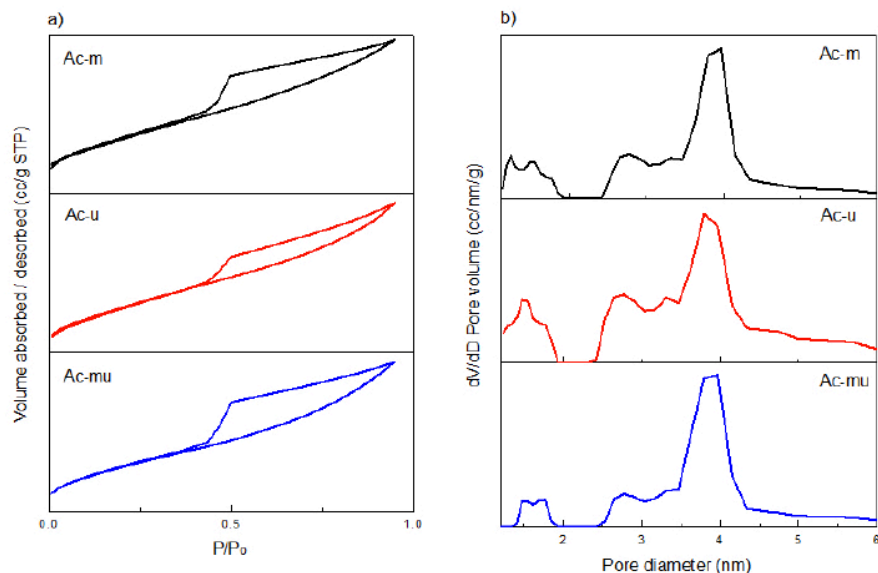 a)
Ac-m
Ac-u
Ac-mu
Volume absorbed / desorbed (cc/g STP)
0.0
0.5
1.0
P/P₀
b)
Ac-m
Ac-u
Ac-mu
dV/dD Pore volume (cc/nm/g)
2
3
4
5
6
Pore diameter (nm)